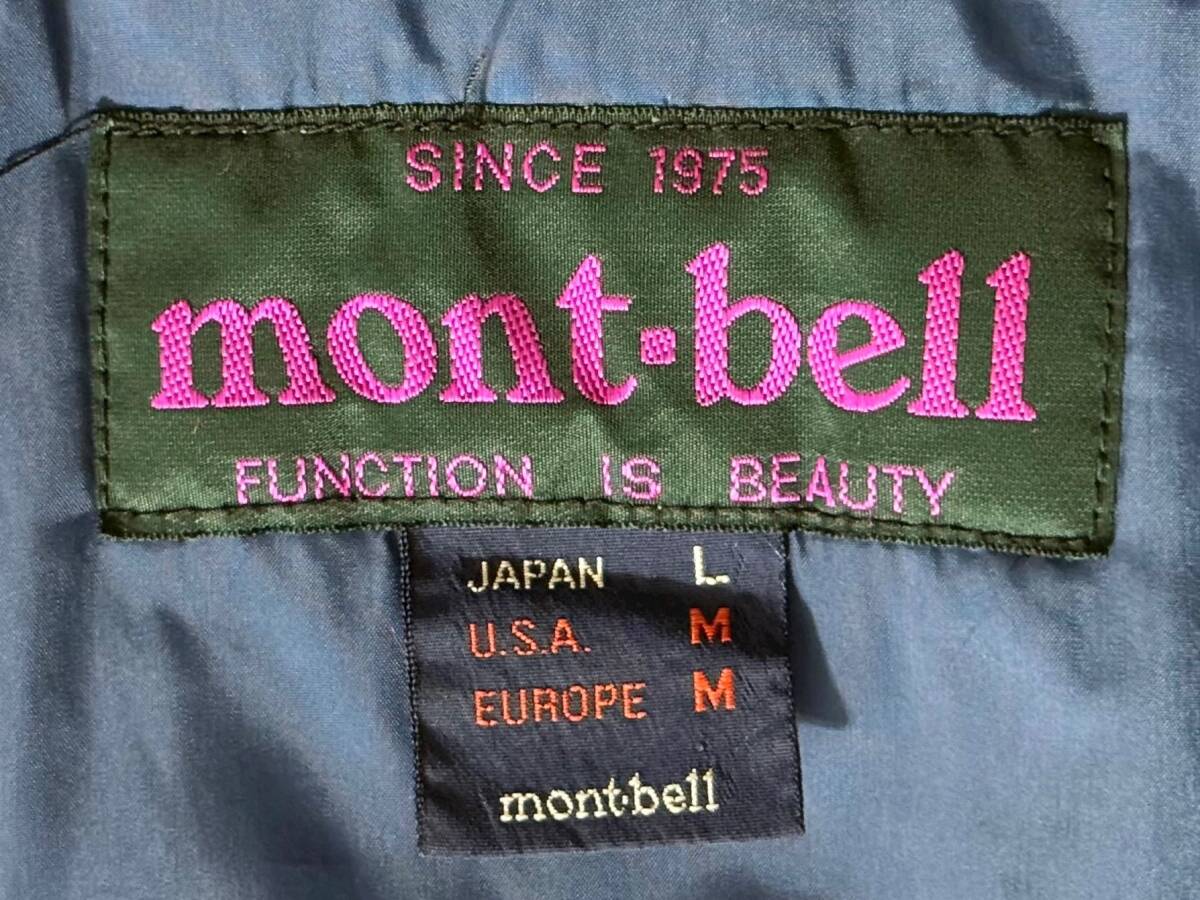 SINCE 1975
mont·bell
FUNCTION IS BEAUTY
JAPAN L
U.S.A. M
EUROPE M
mont·bell